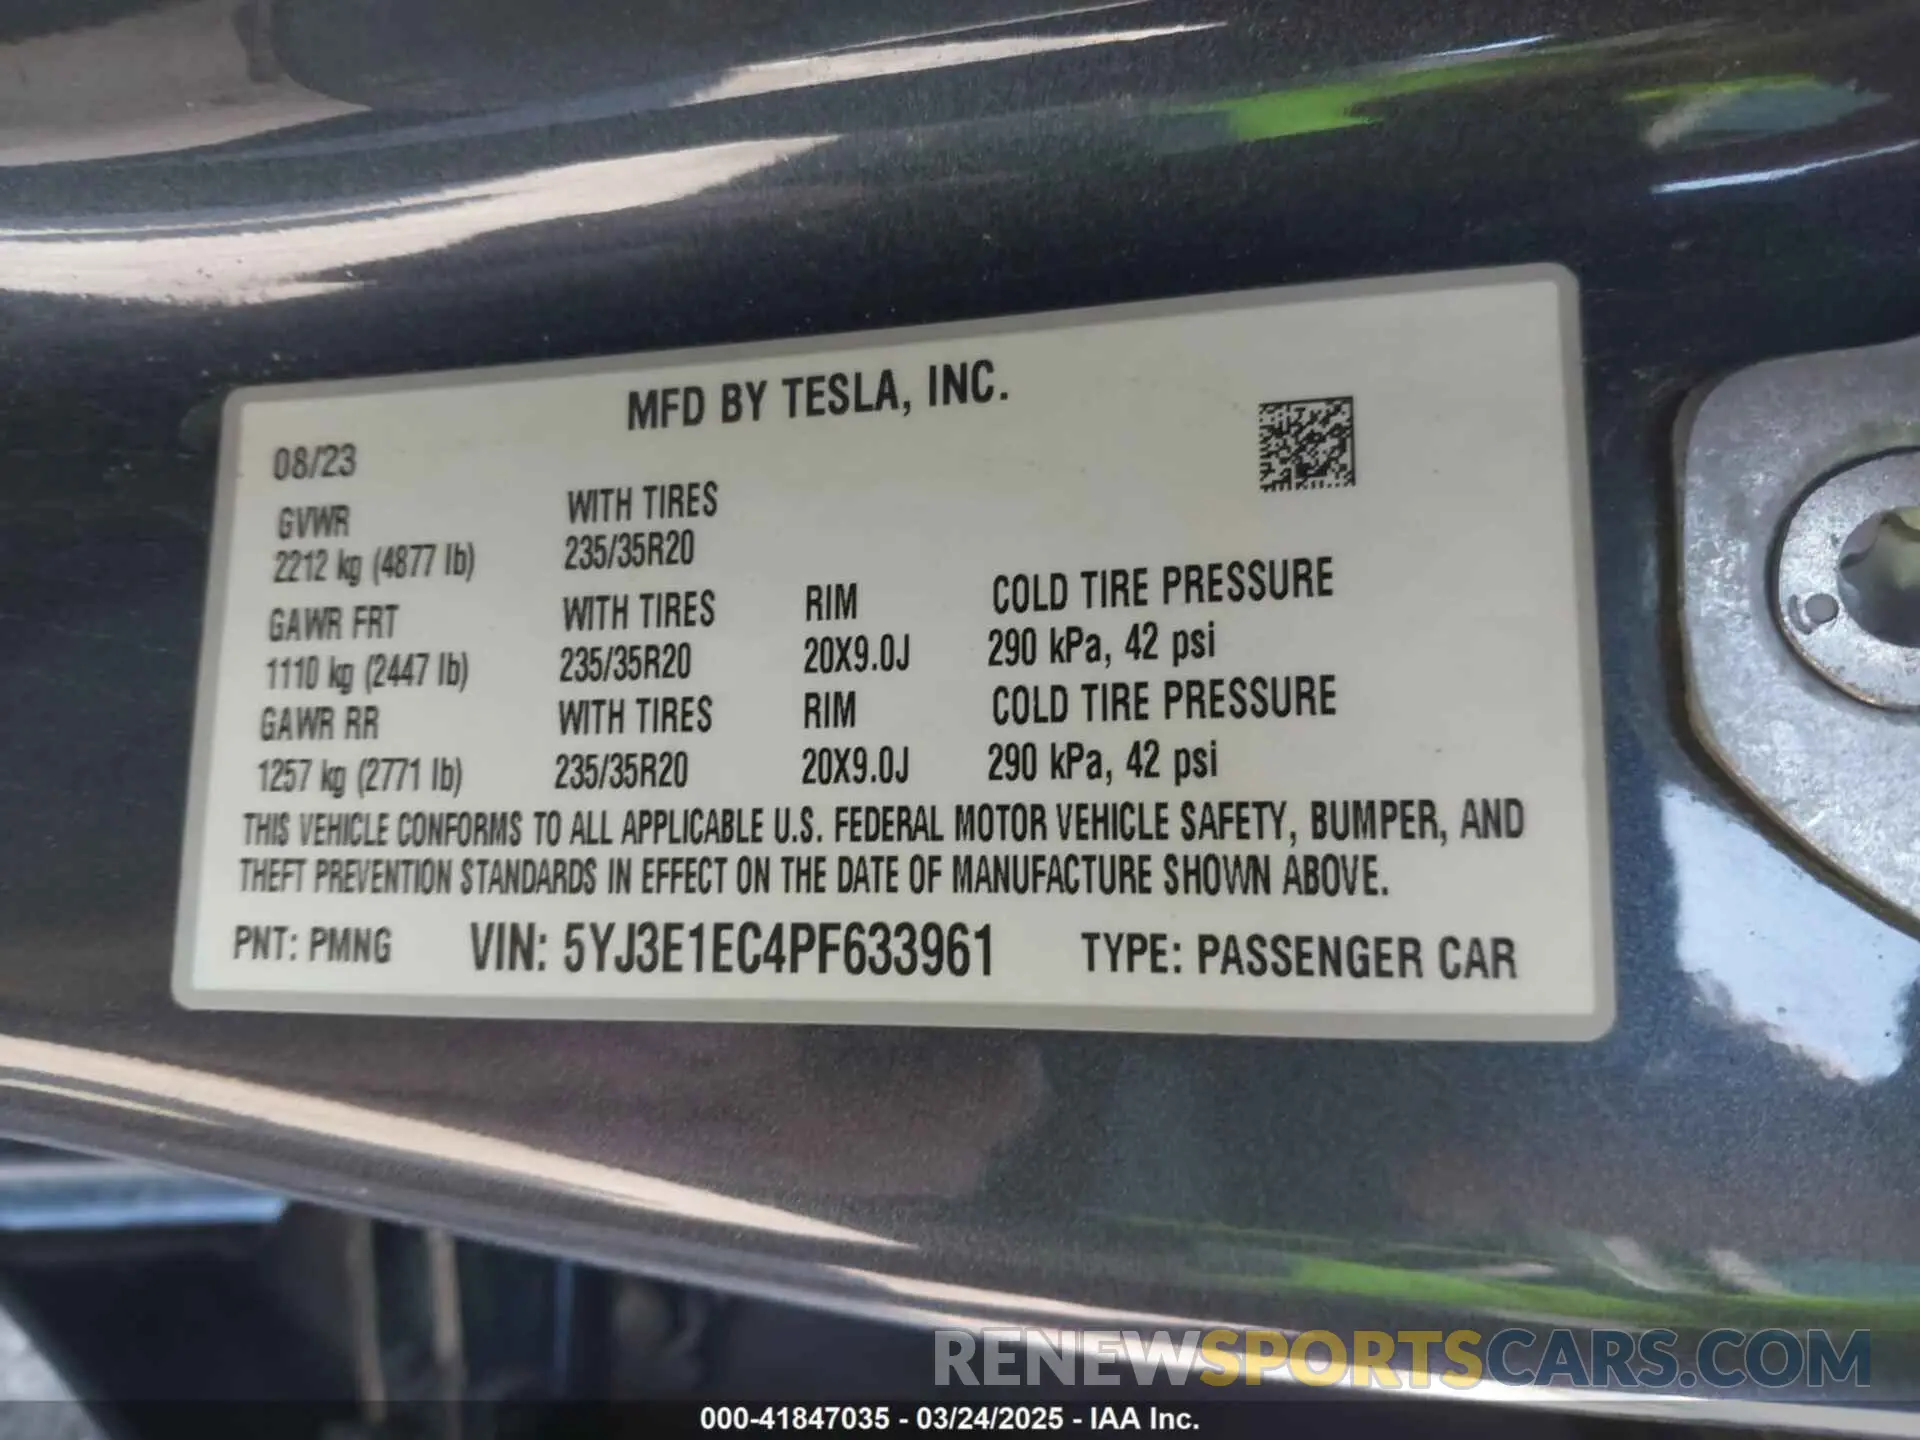 MFD BY TESLA, INC.
08/23
GVWR WITH TIRES
2212 kg (4877 lb) 235/35R20
GAWR FRT WITH TIRES RIM COLD TIRE PRESSURE
1110 kg (2447 lb) 235/35R20 20X9.0J 290 kPa, 42 psi
GAWR RR WITH TIRES RIM COLD TIRE PRESSURE
1257 kg (2771 lb) 235/35R20 20X9.0J 290 kPa, 42 psi
THIS VEHICLE CONFORMS TO ALL APPLICABLE U.S. FEDERAL MOTOR VEHICLE SAFETY, BUMPER, AND
THEFT PREVENTION STANDARDS IN EFFECT ON THE DATE OF MANUFACTURE SHOWN ABOVE.
PNT: PMNG VIN: 5YJ3E1EC4PF633961 TYPE: PASSENGER CAR
RENEWSPORTSCARS.COM
000-41847035 - 03/24/2025 - IAA Inc.